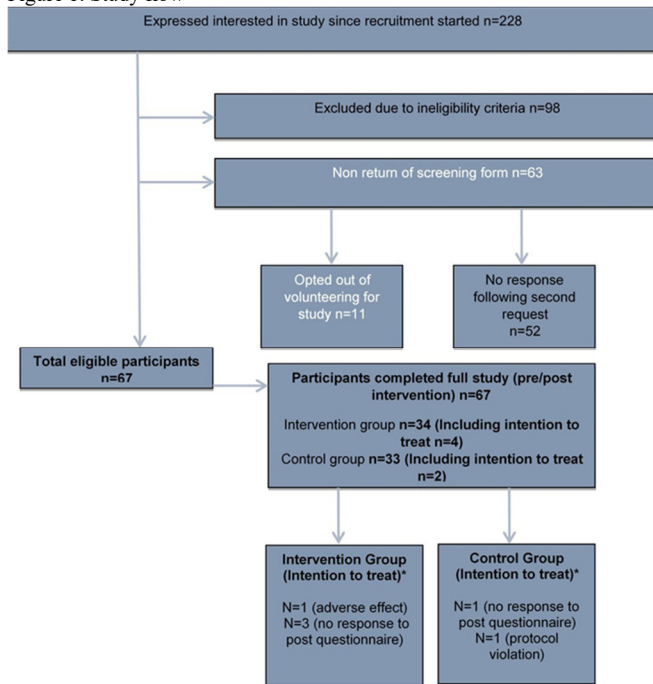 Expressed interested in study since recruitment started n=228
Excluded due to ineligibility criteria n=98
Non return of screening form n=63
Opted out of
volunteering for
study n=11
No response
following second
request
n=52
Total eligible participants
n=67
Participants completed full study (pre/post
intervention) n=67
Intervention group n=34 (Including intention to
treat n=4)
Control group n=33 (Including intention to treat
n=2)
Intervention Group
(Intention to treat)*
N=1 (adverse effect)
N=3 (no response to
post questionnaire)
Control Group
(Intention to treat)*
N=1 (no response to
post questionnaire)
N=1 (protocol
violation)